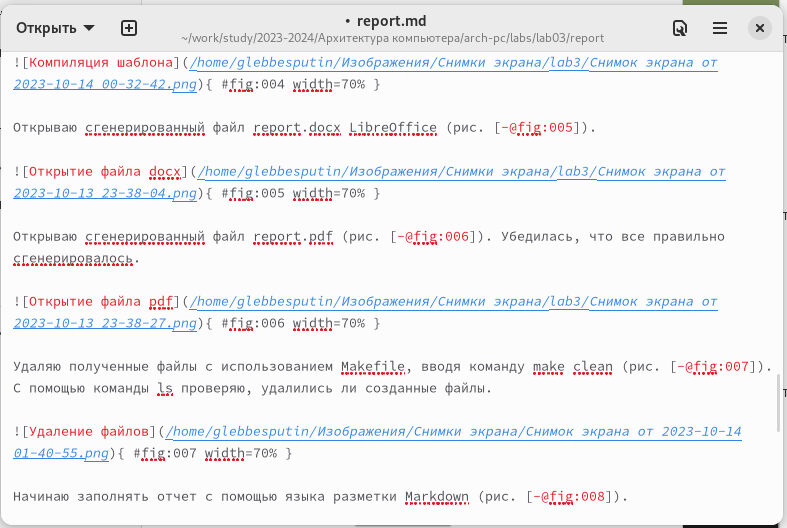 Открыть
• report.md
~/work/study/2023-2024/Архитектура компьютера/arch-pc/labs/lab03/report
![Компиляция шаблона](/home/glebbesputin/Изображения/Снимки экрана/lab3/Снимок экрана от
2023-10-14 00-32-42.png){ #fig:004 width=70% }
Открываю сгенерированный файл report.docx LibreOffice (рис. [-@fig:005]).
![Открытие файла docx](/home/glebbesputin/Изображения/Снимки экрана/lab3/Снимок экрана от
2023-10-13 23-38-04.png){ #fig:005 width=70% }
Открываю сгенерированный файл report.pdf (рис. [-@fig:006]). Убедилась, что все правильно
сгенерировалось.
![Открытие файла pdf](/home/glebbesputin/Изображения/Снимки экрана/lab3/Снимок экрана от
2023-10-13 23-38-27.png){ #fig:006 width=70% }
Удаляю полученные файлы с использованием Makefile, вводя команду make clean (рис. [-@fig:007]).
С помощью команды ls проверяю, удалились ли созданные файлы.
![Удаление файлов](/home/glebbesputin/Изображения/Снимки экрана/Снимок экрана от 2023-10-14
01-40-55.png){ #fig:007 width=70% }
Начинаю заполнять отчет с помощью языка разметки Markdown (рис. [-@fig:008]).